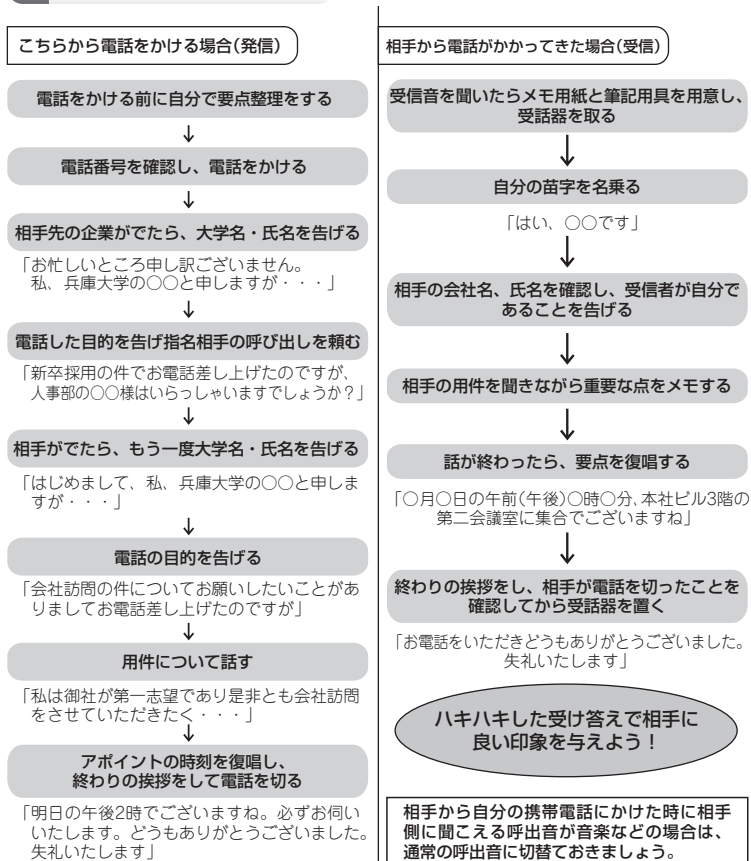 こちらから電話をかける場合(発信)
電話をかける前に自分で要点整理をする
↓
電話番号を確認し、電話をかける
↓
相手先の企業がでたら、大学名・氏名を告げる
「お忙しいところ申し訳ございません。
私、兵庫大学の○○と申しますが・・・」
↓
電話した目的を告げ指名相手の呼び出しを頼む
「新卒採用の件でお電話差し上げたのですが、
人事部の○○様はいらっしゃいますでしょうか？」
↓
相手がでたら、もう一度大学名・氏名を告げる
「はじめまして、私、兵庫大学の○○と申しま
すが・・・」
↓
電話の目的を告げる
「会社訪問の件についてお願いしたいことがあ
りましてお電話差し上げたのですが」
↓
用件について話す
「私は御社が第一志望であり是非とも会社訪問
をさせていただきたく・・・」
↓
アポイントの時刻を復唱し、
終わりの挨拶をして電話を切る
「明日の午後2時でございますね。必ずお伺い
いたします。どうもありがとうございました。
失礼いたします」
相手から電話がかかってきた場合(受信)
受信音を聞いたらメモ用紙と筆記用具を用意し、
受話器を取る
↓
自分の苗字を名乗る
「はい、○○です」
↓
相手の会社名、氏名を確認し、受信者が自分で
あることを告げる
↓
相手の用件を聞きながら重要な点をメモする
↓
話が終わったら、要点を復唱する
「○月○日の午前(午後)○時○分、本社ビル3階の
第二会議室に集合でございますね」
↓
終わりの挨拶をし、相手が電話を切ったことを
確認してから受話器を置く
「お電話をいただきどうもありがとうございました。
失礼いたします」
ハキハキした受け答えで相手に
良い印象を与えよう！
相手から自分の携帯電話にかけた時に相手
側に聞こえる呼出音が音楽などの場合は、
通常の呼出音に切替ておきましょう。